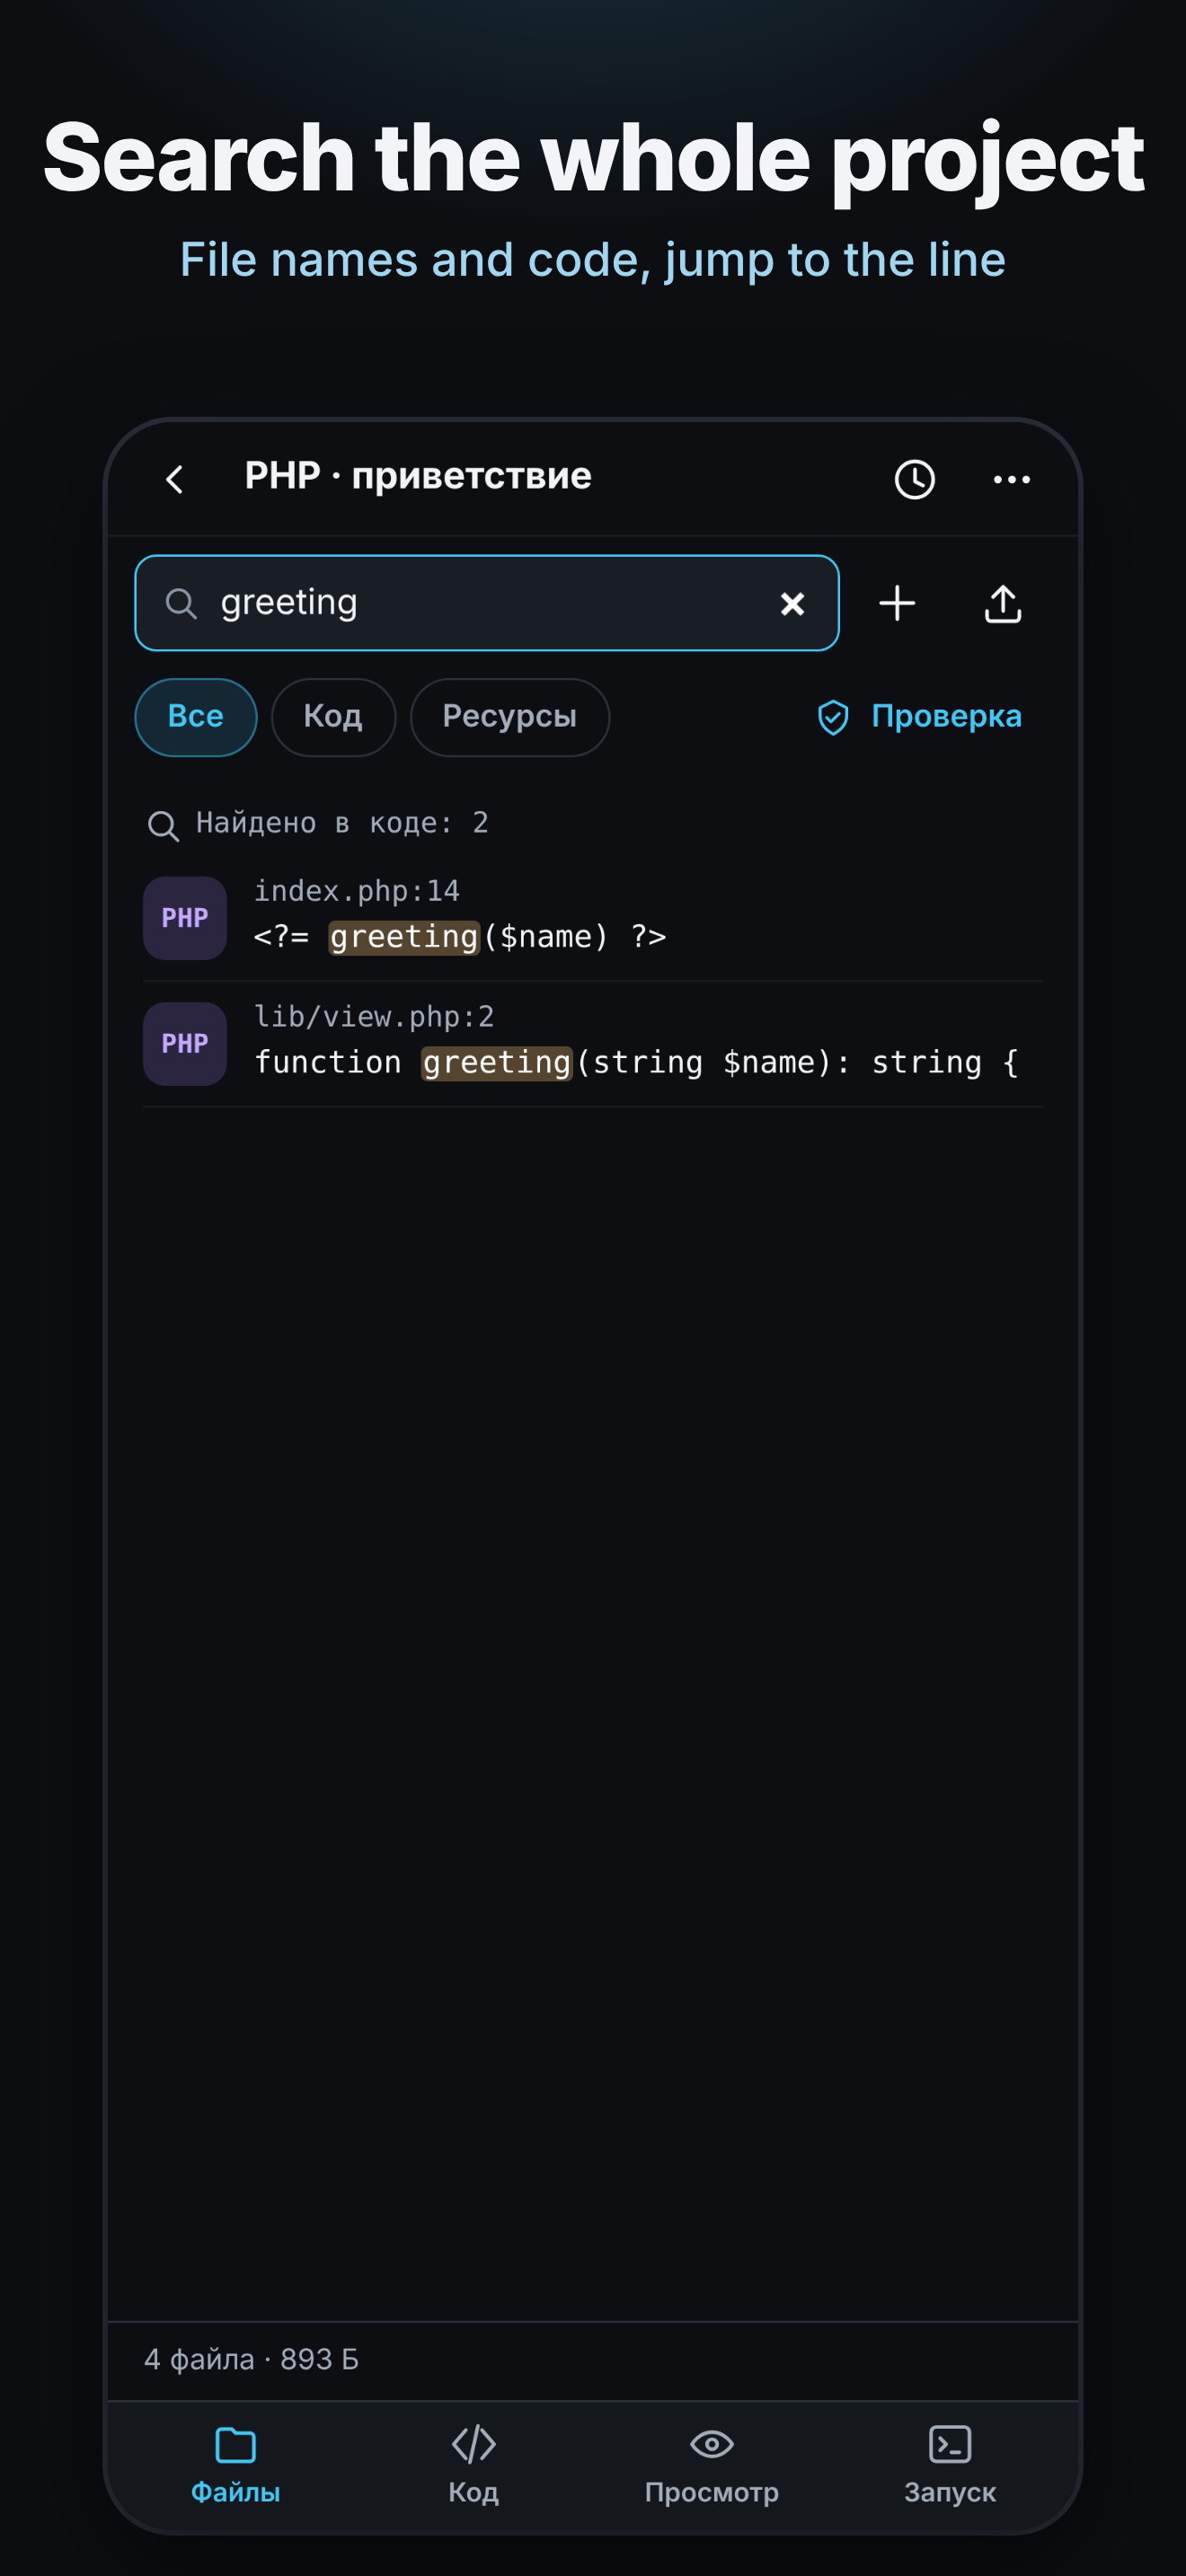 Search the whole project
File names and code, jump to the line
PHP · приветствие
greeting
Все
Код
Ресурсы
Проверка
Найдено в коде: 2
PHP
index.php:14
<?= greeting($name) ?>
PHP
lib/view.php:2
function greeting(string $name): string {
4 файла · 893 Б
Файлы
Код
Просмотр
Запуск